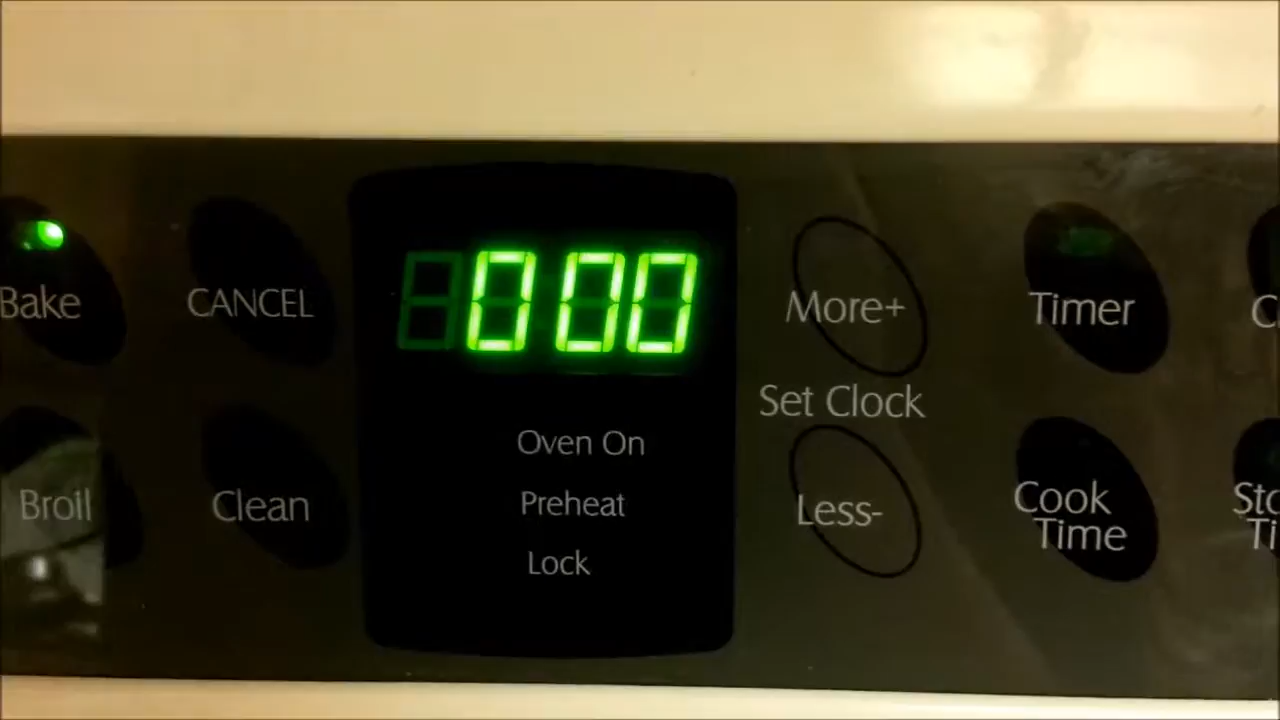 Bake
CANCEL
000
More+
Timer
Set Clock
Oven On
Preheat
Lock
Broil
Clean
Less-
Cook
Time